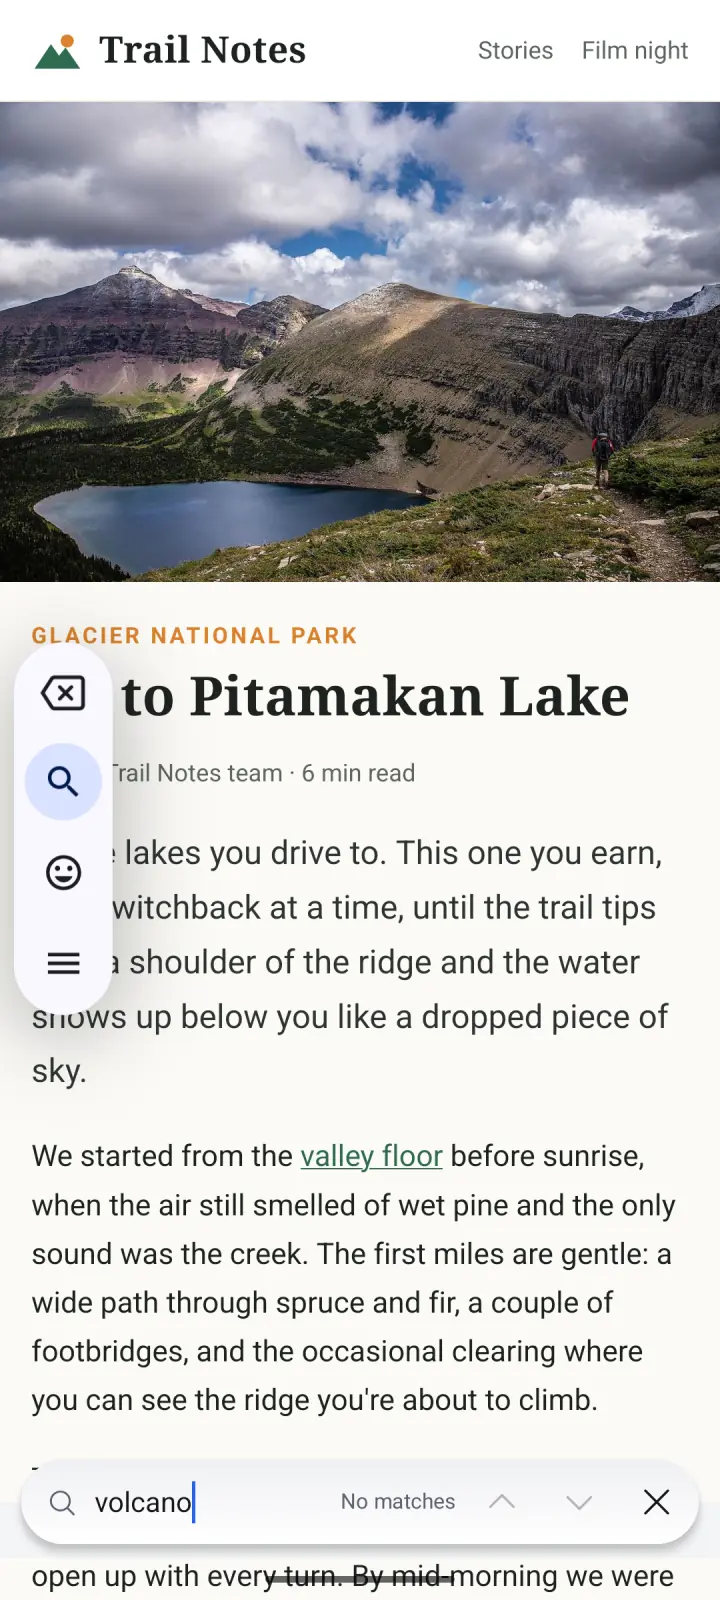 Trail Notes
Stories
Film night
GLACIER NATIONAL PARK
to Pitamakan Lake
Trail Notes team · 6 min read
lakes you drive to. This one you earn,
switchback at a time, until the trail tips
a shoulder of the ridge and the water
shows up below you like a dropped piece of
sky.
We started from the valley floor before sunrise,
when the air still smelled of wet pine and the only
sound was the creek. The first miles are gentle: a
wide path through spruce and fir, a couple of
footbridges, and the occasional clearing where
you can see the ridge you're about to climb.
volcano
No matches
open up with every turn. By mid-morning we were